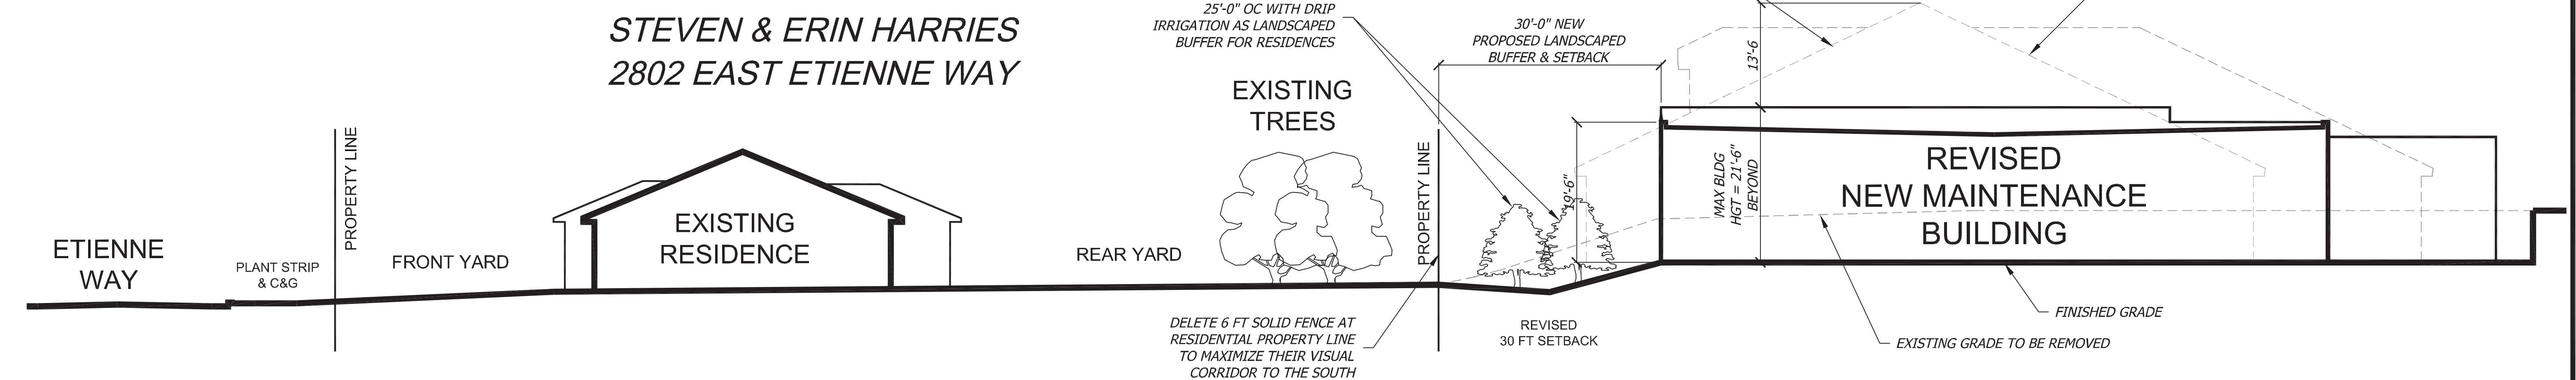 STEVEN & ERIN HARRIES
2802 EAST ETIENNE WAY
25'-0" OC WITH DRIP
IRRIGATION AS LANDSCAPED
BUFFER FOR RESIDENCES
30'-0" NEW
PROPOSED LANDSCAPED
BUFFER & SETBACK
13'-6
EXISTING
TREES
PROPERTY LINE
ETIENNE
WAY
PLANT STRIP
& C&G
FRONT YARD
EXISTING
RESIDENCE
REAR YARD
PROPERTY LINE
19'-6"
MAX BLDG
HGT = 21'-6"
BEYOND
REVISED
NEW MAINTENANCE
BUILDING
DELETE 6 FT SOLID FENCE AT
RESIDENTIAL PROPERTY LINE
TO MAXIMIZE THEIR VISUAL
CORRIDOR TO THE SOUTH
REVISED
30 FT SETBACK
FINISHED GRADE
EXISTING GRADE TO BE REMOVED